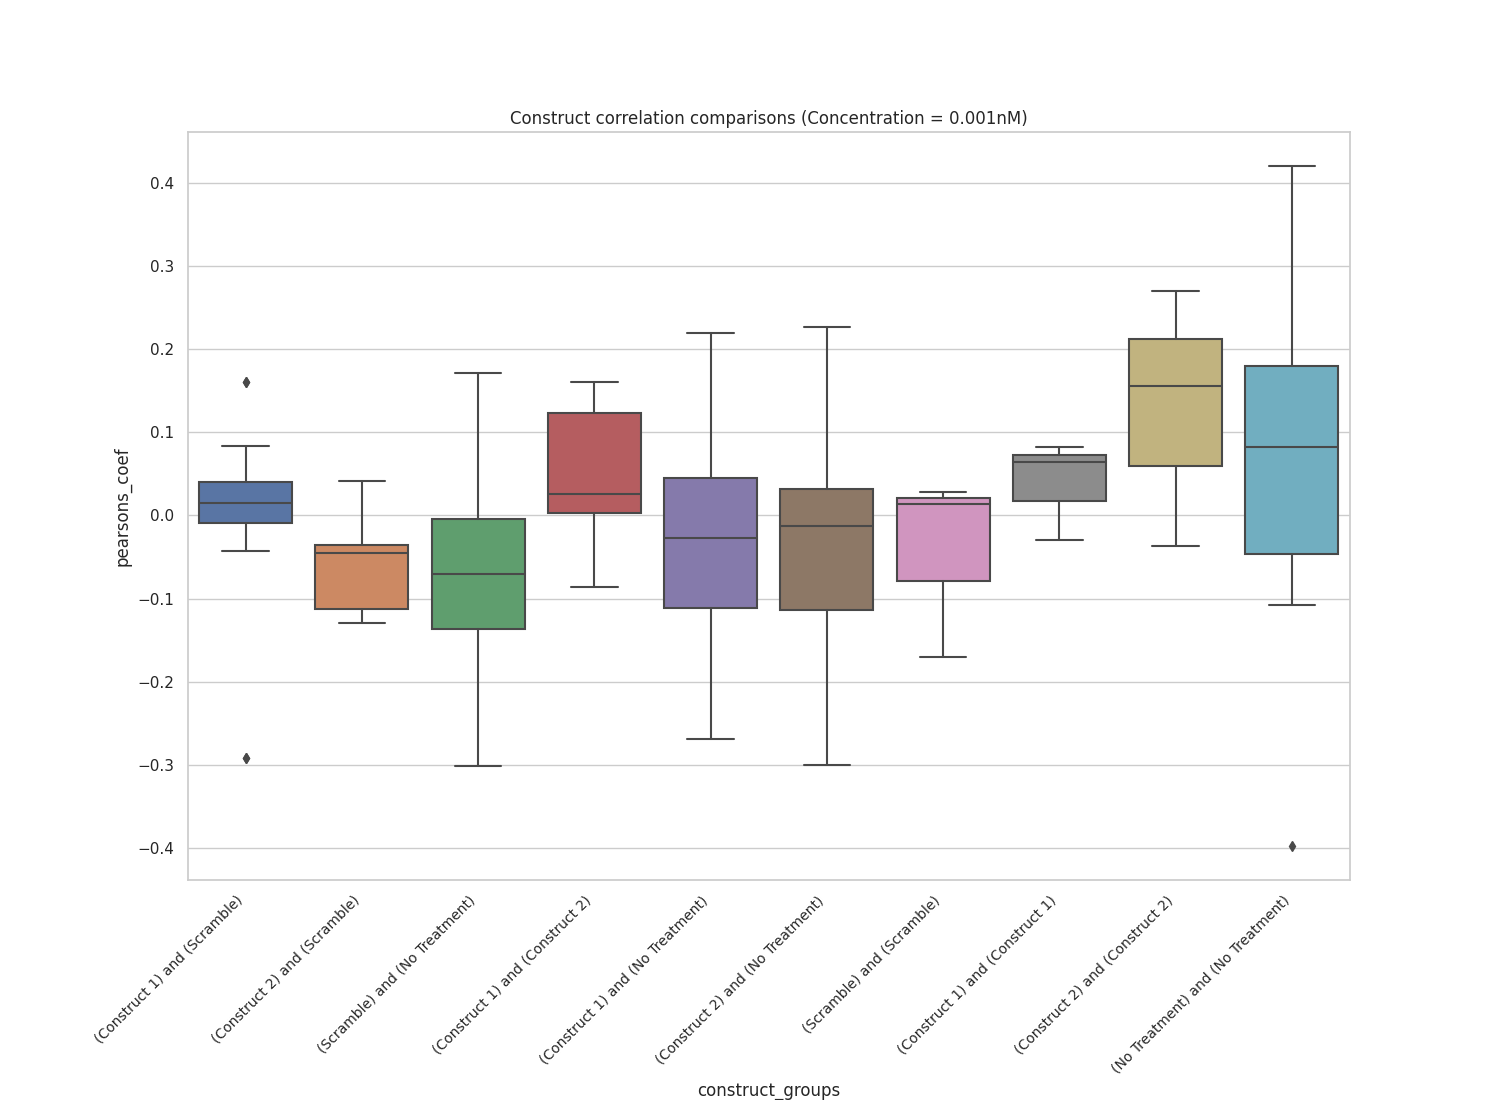 Construct correlation comparisons (Concentration = 0.001nM)
pearsons_coef
0.4
0.3
0.2
0.1
0.0
−0.1
−0.2
−0.3
−0.4
(Construct 1) and (Scramble)
(Construct 2) and (Scramble)
(Scramble) and (No Treatment)
(Construct 1) and (Construct 2)
(Construct 1) and (No Treatment)
(Construct 2) and (No Treatment)
(Scramble) and (Scramble)
(Construct 1) and (Construct 1)
(Construct 2) and (Construct 2)
(No Treatment) and (No Treatment)
construct_groups